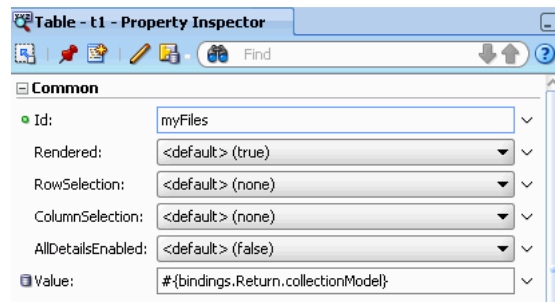 Table - t1 - Property Inspector
Find
Common
Id: myFiles
Rendered: <default> (true)
RowSelection: <default> (none)
ColumnSelection: <default> (none)
AllDetailsEnabled: <default> (false)
Value: #{bindings.Return.collectionModel}